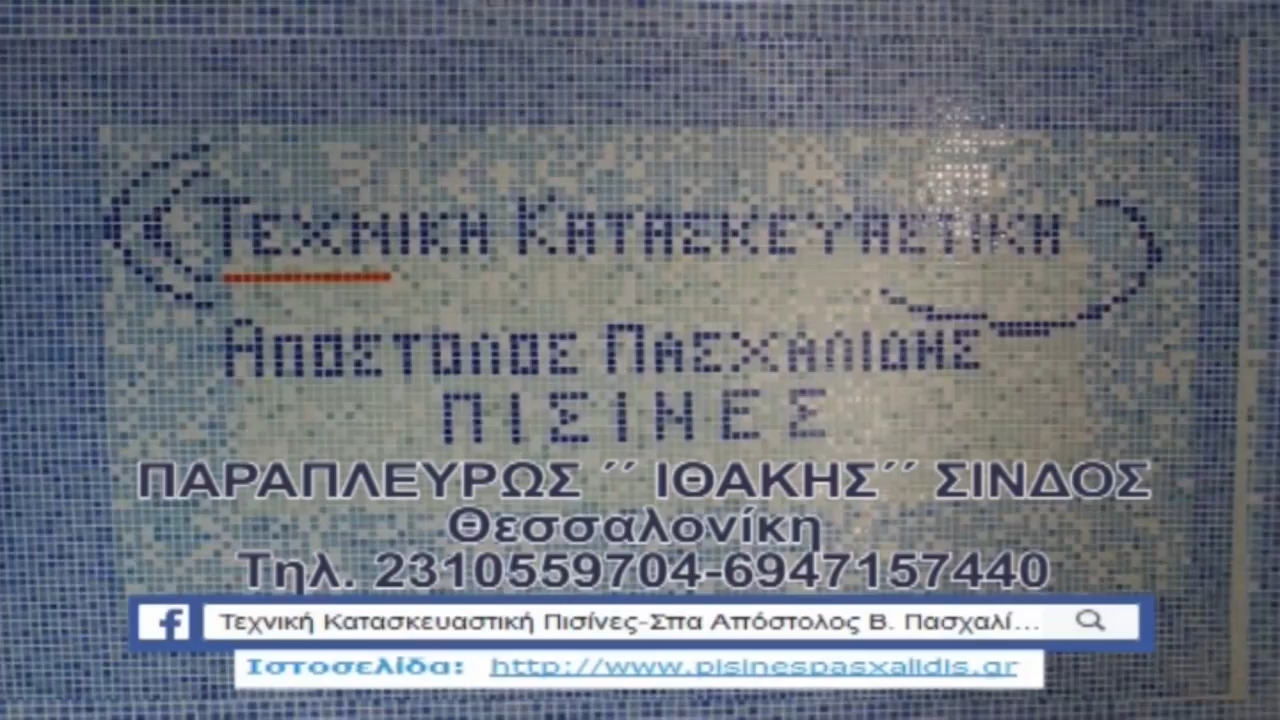 ΤΕΧΝΙΚΗ ΚΑΤΑΣΚΕΥΑΣΤΙΚΗ
ΑΠΟΣΤΟΛΟΣ ΠΑΣΧΑΛΙΔΗΣ
ΠΙΣΙΝΕΣ
ΠΑΡΑΠΛΕΥΡΩΣ ´´ ΙΘΑΚΗΣ´´ ΣΙΝΔΟΣ
Θεσσαλονίκη
Τηλ. 2310559704-6947157440
Τεχνική Κατασκευαστική Πισίνες-Σπα Απόστολος Β. Πασχαλί...
Ιστοσελίδα: http://www.pisinespasxalidis.gr